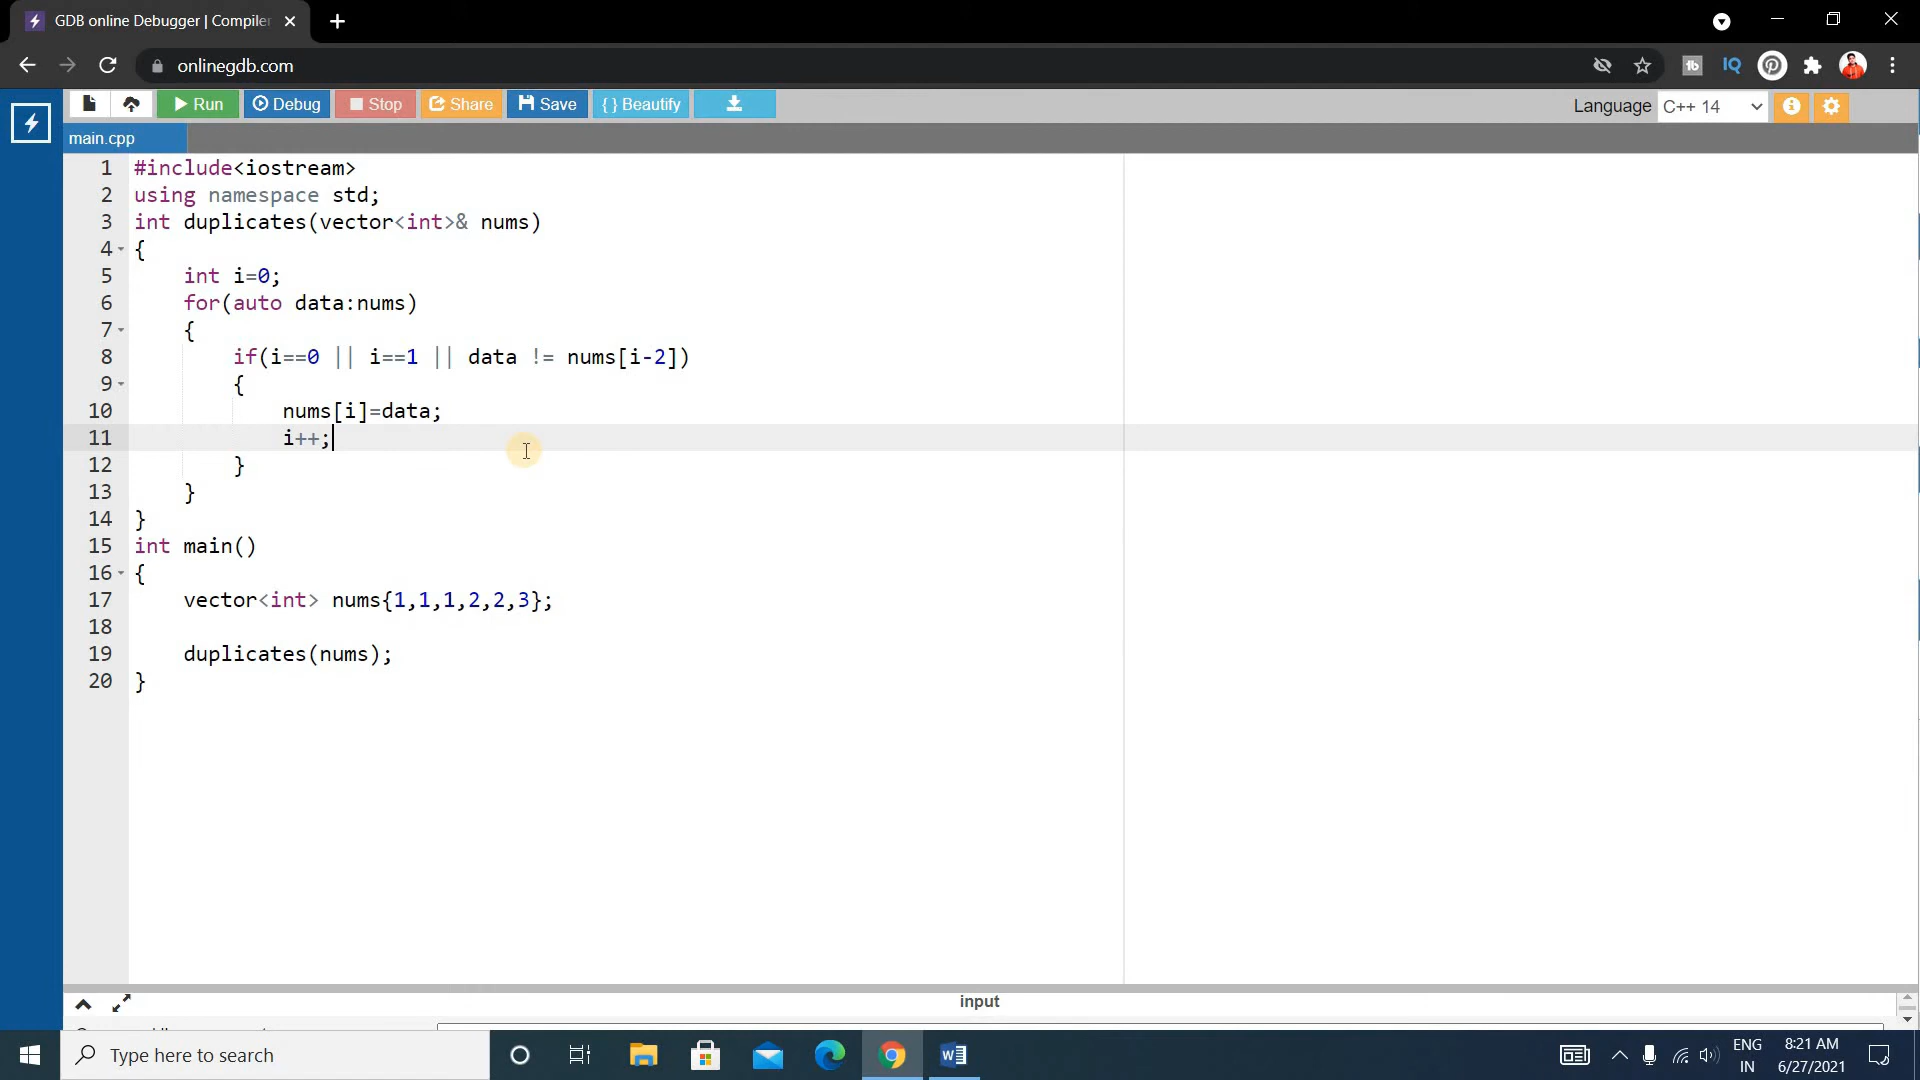 GDB online Debugger | Compiler
onlinegdb.com
Run Debug Stop Share Save { } Beautify Language C++ 14
main.cpp
1 #include<iostream>
2 using namespace std;
3 int duplicates(vector<int>& nums)
4 {
5 int i=0;
6 for(auto data:nums)
7 {
8 if(i==0 || i==1 || data != nums[i-2])
9 {
10 nums[i]=data;
11 i++;
12 }
13 }
14 }
15 int main()
16 {
17 vector<int> nums{1,1,1,2,2,3};
18
19 duplicates(nums);
20 }
input
Type here to search
ENG
IN
8:21 AM
6/27/2021